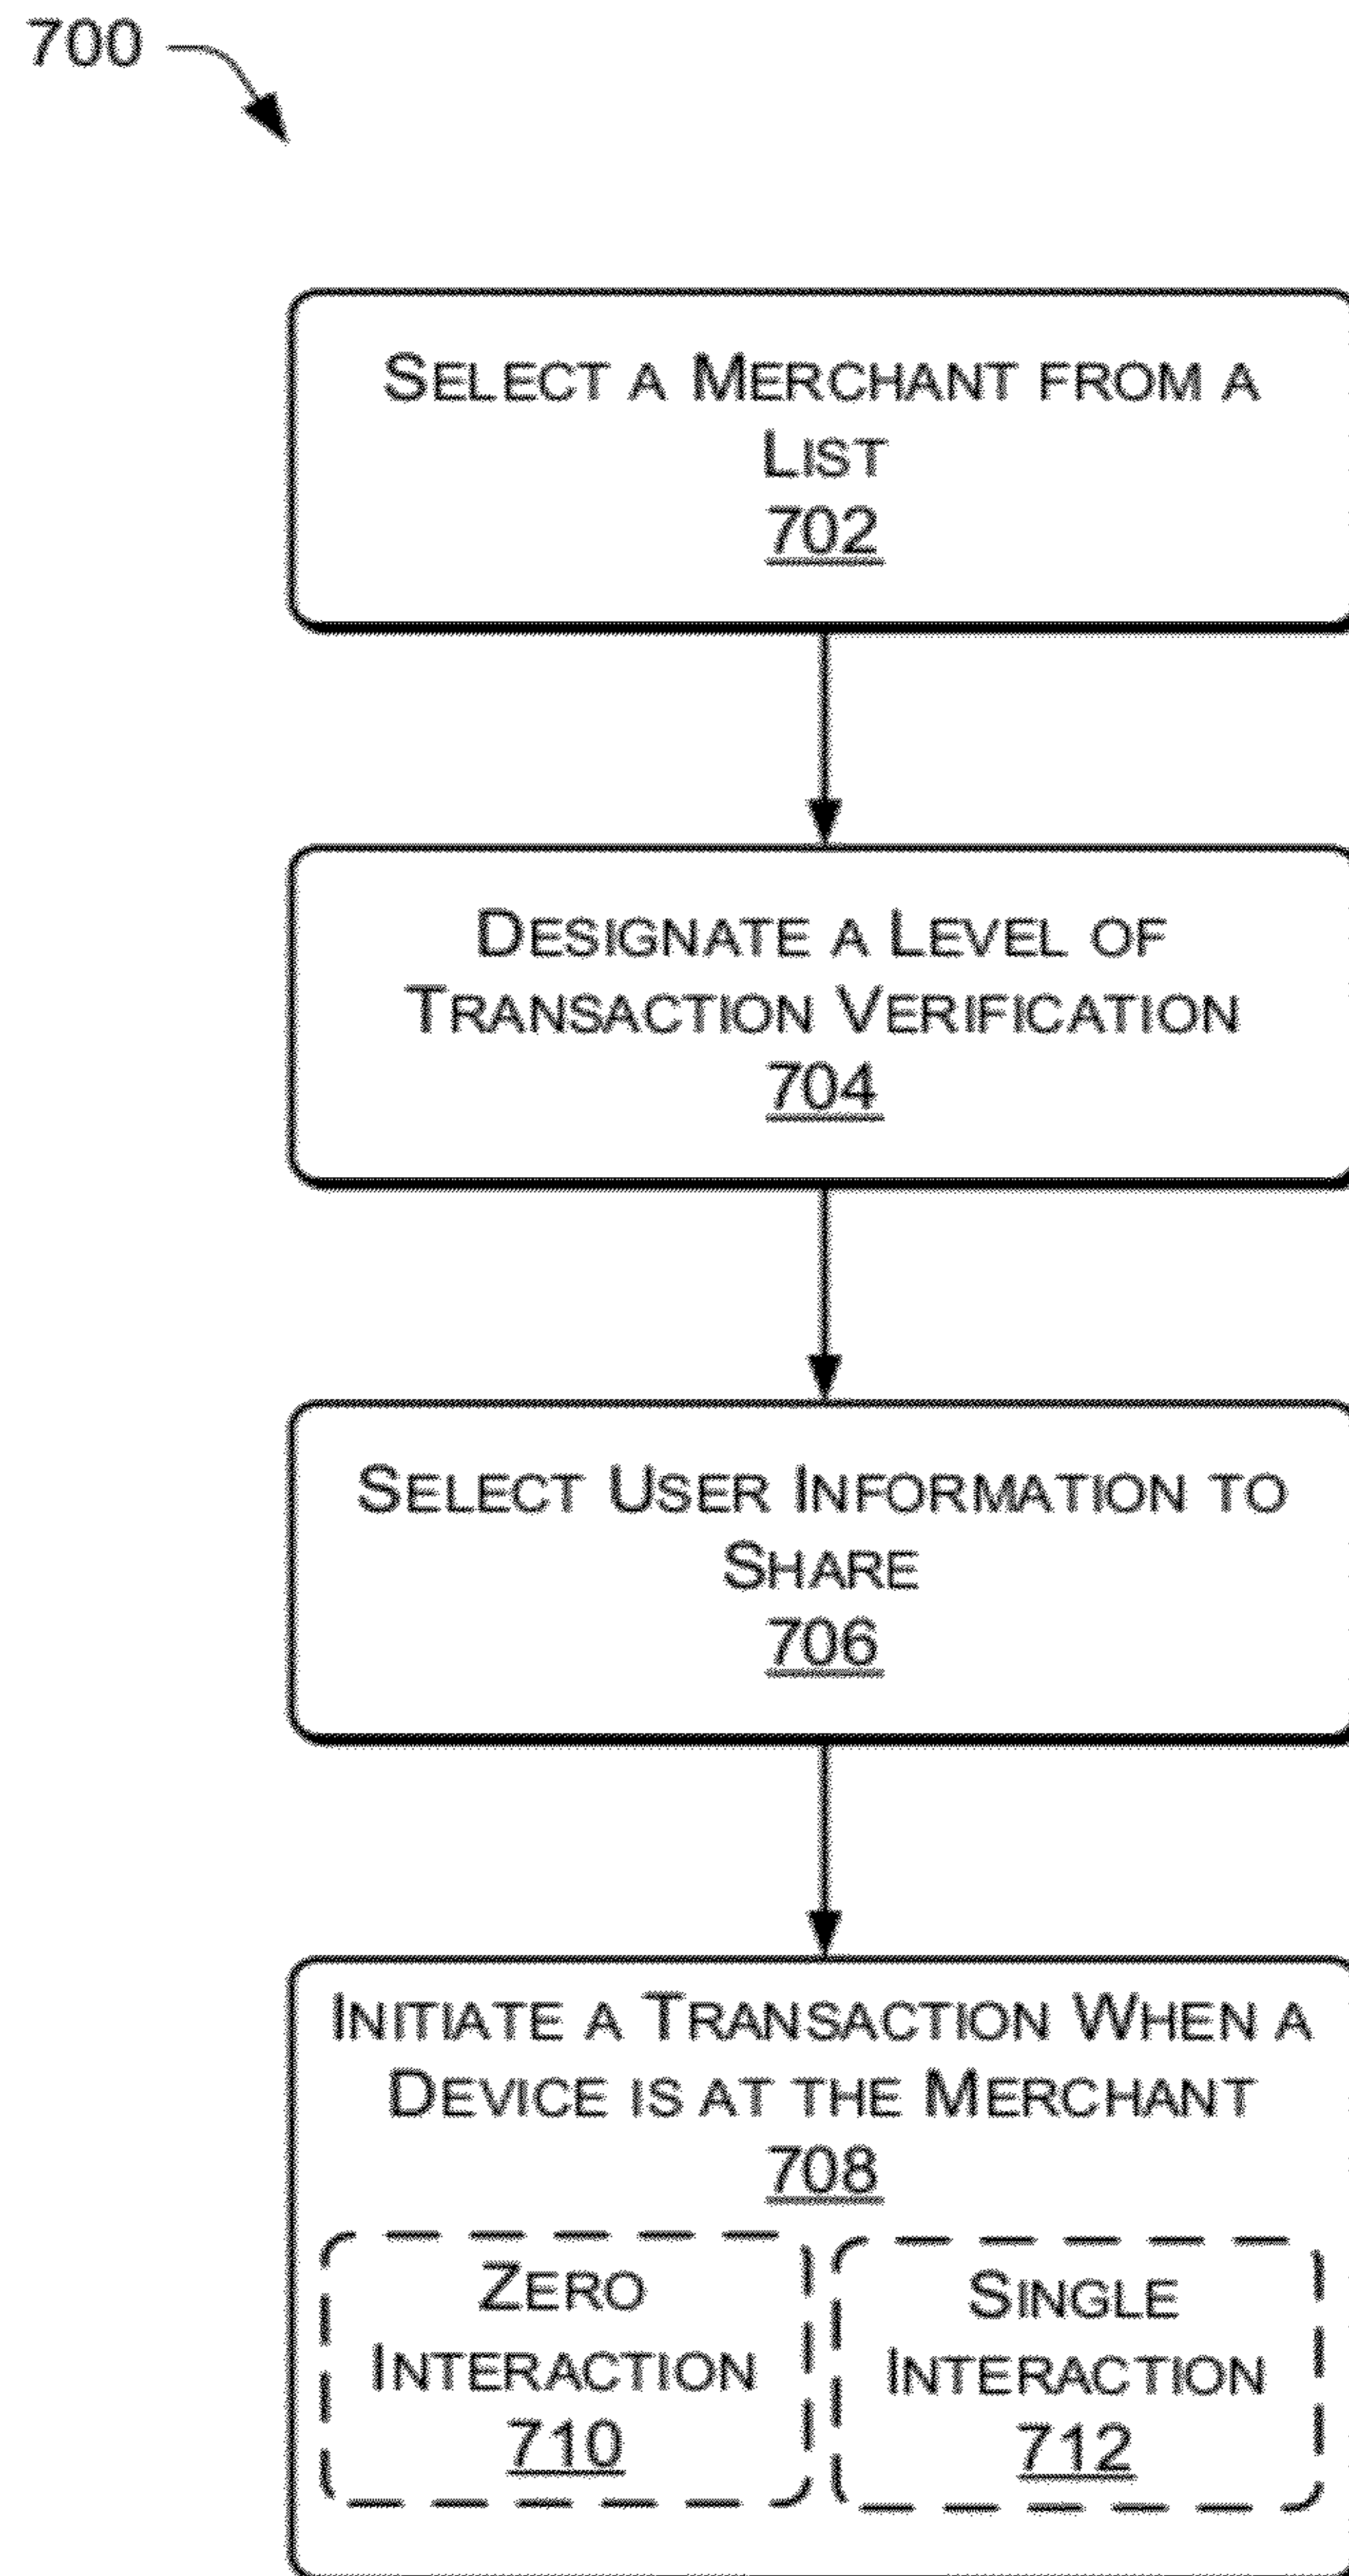 700
SELECT A MERCHANT FROM A
LIST
702
DESIGNATE A LEVEL OF
TRANSACTION VERIFICATION
704
SELECT USER INFORMATION TO
SHARE
706
INITIATE A TRANSACTION WHEN A
DEVICE IS AT THE MERCHANT
708
ZERO
INTERACTION
710
SINGLE
INTERACTION
712